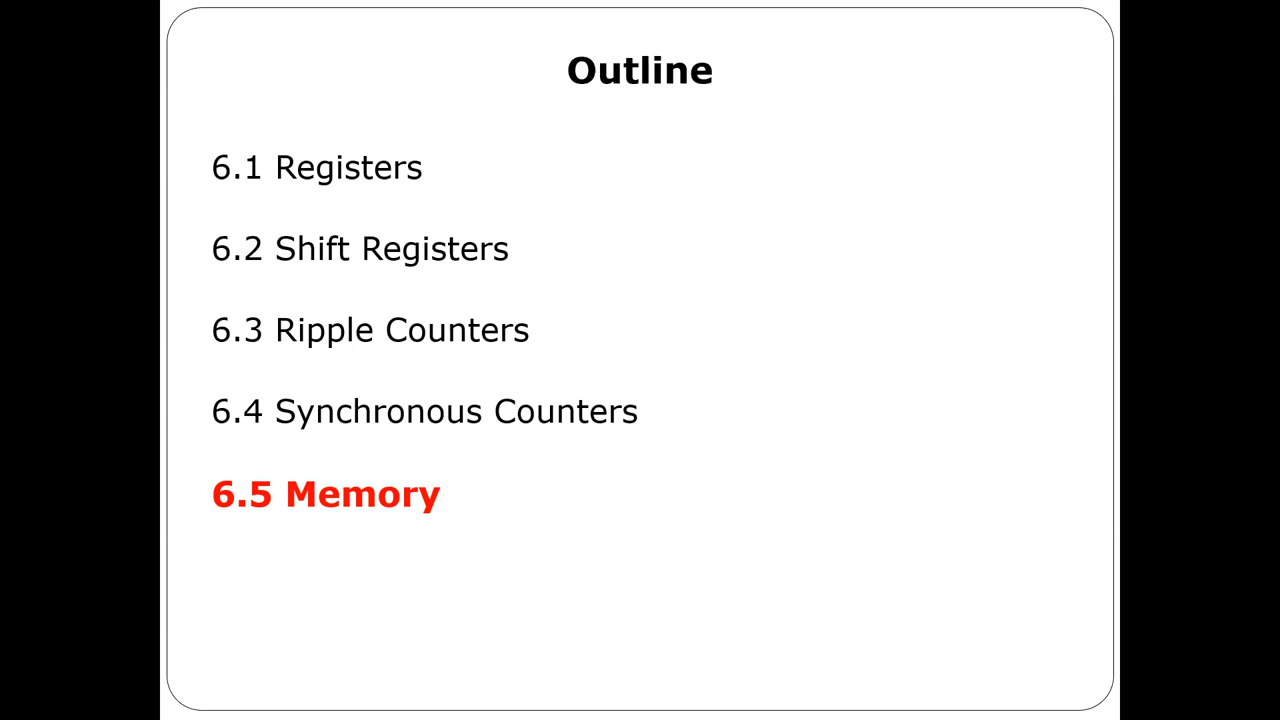 Outline
6.1 Registers
6.2 Shift Registers
6.3 Ripple Counters
6.4 Synchronous Counters
6.5 Memory